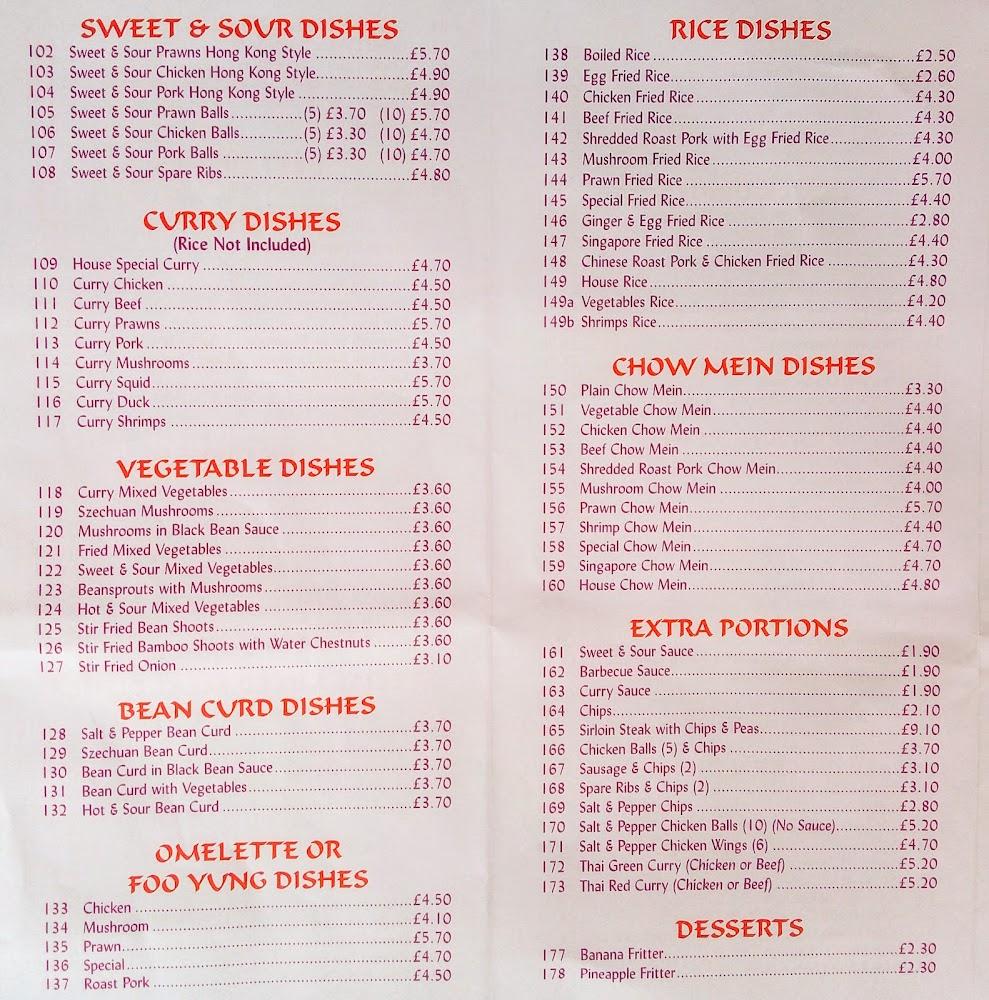 SWEET & SOUR DISHES
102 Sweet & Sour Prawns Hong Kong Style ....................£5.70
103 Sweet & Sour Chicken Hong Kong Style....................£4.90
104 Sweet & Sour Pork Hong Kong Style ....................£4.90
105 Sweet & Sour Prawn Balls...............(5) £3.70 (10) £5.70
106 Sweet & Sour Chicken Balls.............(5) £3.30 (10) £4.70
107 Sweet & Sour Pork Balls ...............(5) £3.30 (10) £4.70
108 Sweet & Sour Spare Ribs....................£4.80
CURRY DISHES
(Rice Not Included)
109 House Special Curry ....................£4.70
110 Curry Chicken ....................£4.50
111 Curry Beef ....................£4.50
112 Curry Prawns ....................£5.70
113 Curry Pork ....................£4.50
114 Curry Mushrooms ....................£3.70
115 Curry Squid....................£5.70
116 Curry Duck....................£5.70
117 Curry Shrimps ....................£4.50
VEGETABLE DISHES
118 Curry Mixed Vegetables....................£3.60
119 Szechuan Mushrooms ....................£3.60
120 Mushrooms in Black Bean Sauce ....................£3.60
121 Fried Mixed Vegetables ....................£3.60
122 Sweet & Sour Mixed Vegetables....................£3.60
123 Beansprouts with Mushrooms....................£3.60
124 Hot & Sour Mixed Vegetables ....................£3.60
125 Stir Fried Bean Shoots....................£3.60
126 Stir Fried Bamboo Shoots with Water Chestnuts ........£3.60
127 Stir Fried Onion ....................£3.10
BEAN CURD DISHES
128 Salt & Pepper Bean Curd ....................£3.70
129 Szechuan Bean Curd....................£3.70
130 Bean Curd in Black Bean Sauce....................£3.70
131 Bean Curd with Vegetables....................£3.70
132 Hot & Sour Bean Curd ....................£3.70
OMELETTE OR
FOO YUNG DISHES
133 Chicken ....................£4.50
134 Mushroom ....................£4.10
135 Prawn....................£5.70
136 Special....................£4.70
137 Roast Pork ....................£4.50
RICE DISHES
138 Boiled Rice ....................£2.50
139 Egg Fried Rice....................£2.60
140 Chicken Fried Rice....................£4.30
141 Beef Fried Rice....................£4.30
142 Shredded Roast Pork with Egg Fried Rice....................£4.30
143 Mushroom Fried Rice ....................£4.00
144 Prawn Fried Rice ....................£5.70
145 Special Fried Rice....................£4.40
146 Ginger & Egg Fried Rice ....................£2.80
147 Singapore Fried Rice ....................£4.40
148 Chinese Roast Pork & Chicken Fried Rice ....................£4.30
149 House Rice ....................£4.80
149a Vegetables Rice....................£4.20
149b Shrimps Rice....................£4.40
CHOW MEIN DISHES
150 Plain Chow Mein....................£3.30
151 Vegetable Chow Mein....................£4.40
152 Chicken Chow Mein ....................£4.40
153 Beef Chow Mein ....................£4.40
154 Shredded Roast Pork Chow Mein....................£4.40
155 Mushroom Chow Mein ....................£4.00
156 Prawn Chow Mein....................£5.70
157 Shrimp Chow Mein....................£4.40
158 Special Chow Mein....................£4.70
159 Singapore Chow Mein....................£4.70
160 House Chow Mein....................£4.80
EXTRA PORTIONS
161 Sweet & Sour Sauce....................£1.90
162 Barbecue Sauce....................£1.90
163 Curry Sauce ....................£1.90
164 Chips....................£2.10
165 Sirloin Steak with Chips & Peas....................£9.10
166 Chicken Balls (5) & Chips ....................£3.70
167 Sausage & Chips (2) ....................£3.10
168 Spare Ribs & Chips (2) ....................£3.10
169 Salt & Pepper Chips ....................£2.80
170 Salt & Pepper Chicken Balls (10) (No Sauce)..............£5.20
171 Salt & Pepper Chicken Wings (6) ....................£4.70
172 Thai Green Curry (Chicken or Beef) ....................£5.20
173 Thai Red Curry (Chicken or Beef) ....................£5.20
DESSERTS
177 Banana Fritter....................£2.30
178 Pineapple Fritter....................£2.30